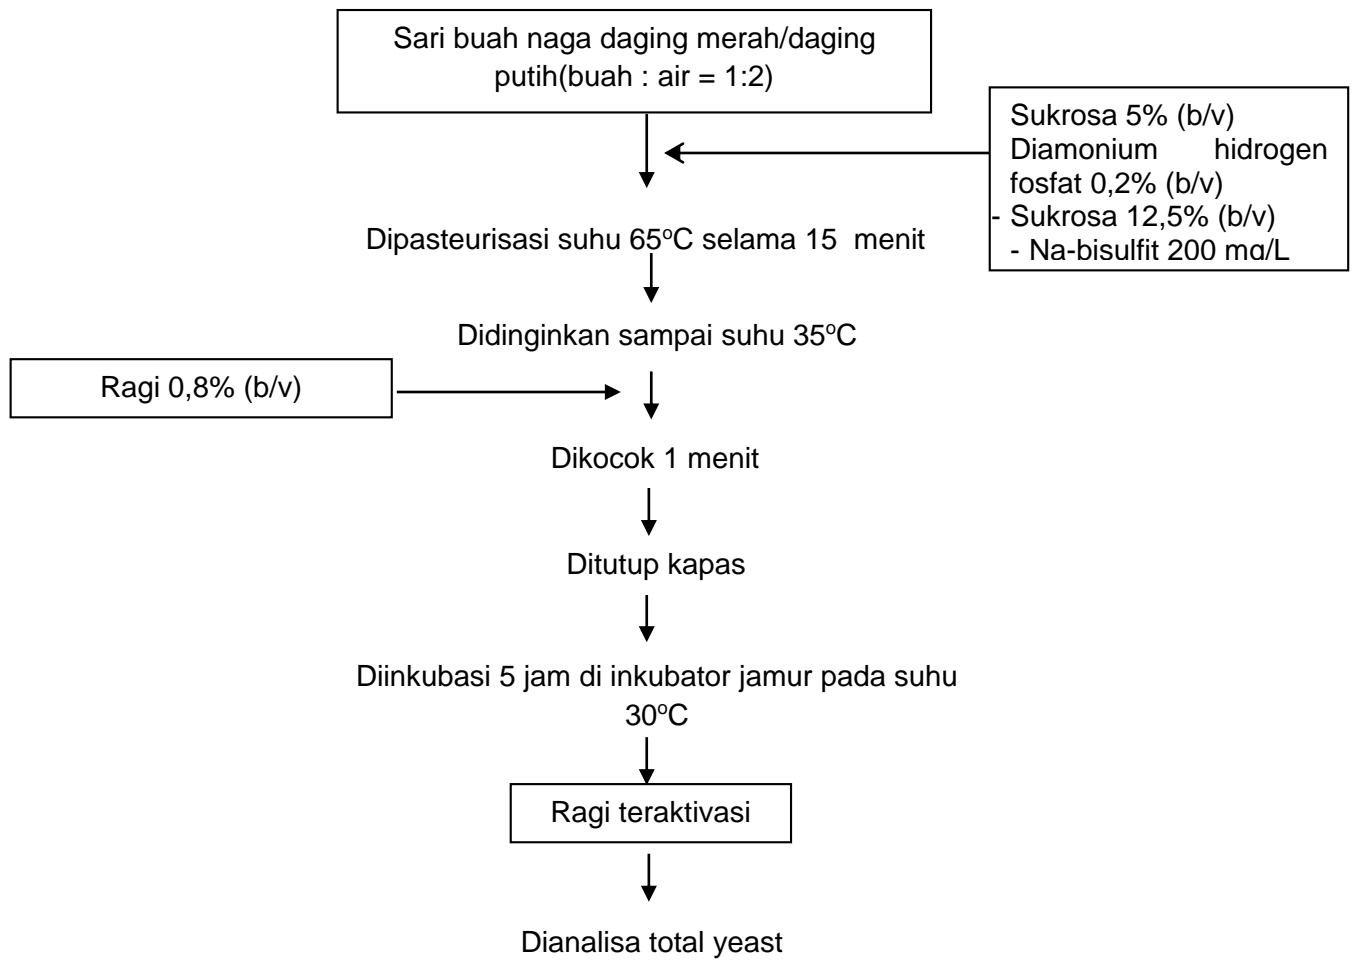 Sari buah naga daging merah/daging
putih(buah : air = 1:2)
Sukrosa 5% (b/v)
Diamonium hidrogen
fosfat 0,2% (b/v)
- Sukrosa 12,5% (b/v)
- Na-bisulfit 200 mg/L
Dipasteurisasi suhu 65°C selama 15 menit
Didinginkan sampai suhu 35°C
Ragi 0,8% (b/v)
Dikocok 1 menit
Ditutup kapas
Diinkubasi 5 jam di inkubator jamur pada suhu
30°C
Ragi teraktivasi
Dianalisa total yeast